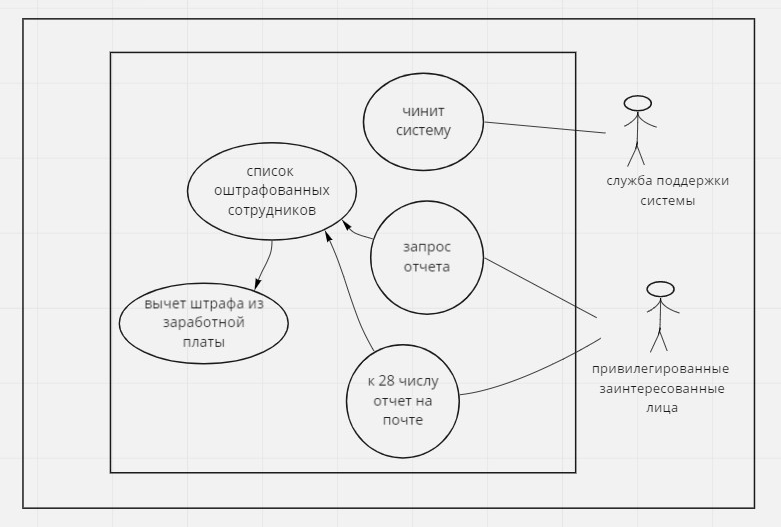 чинит
систему
список
оштрафованных
сотрудников
служба поддержки
системы
запрос
отчета
вычет штрафа из
заработной
платы
привилегированные
заинтересованные
лица
к 28 числу
отчет на
почте